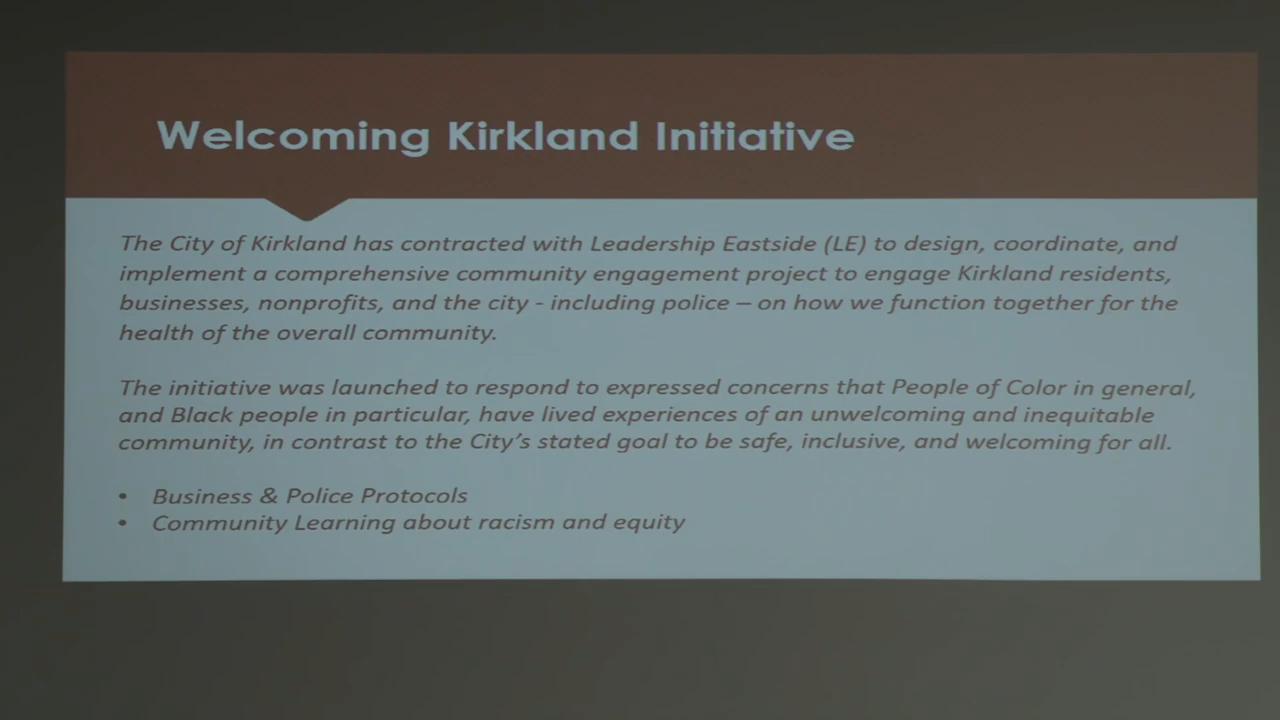 Welcoming Kirkland Initiative
The City of Kirkland has contracted with Leadership Eastside (LE) to design, coordinate, and
implement a comprehensive community engagement project to engage Kirkland residents,
businesses, nonprofits, and the city - including police – on how we function together for the
health of the overall community.
The initiative was launched to respond to expressed concerns that People of Color in general,
and Black people in particular, have lived experiences of an unwelcoming and inequitable
community, in contrast to the City's stated goal to be safe, inclusive, and welcoming for all.
• Business & Police Protocols
• Community Learning about racism and equity